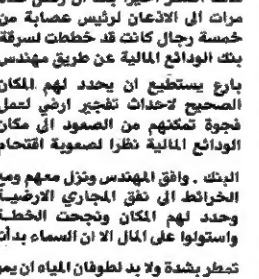 مرات الى الاذعان لرئيس عصابة من
خمسة رجال كانت قد خططت لسرقة
بنك الودائع المالية عن طريق مهندس
بارع يستطيع ان يحدد لهم المكان
الصحيح لاحداث تفجير ارضي لعمل
فجوة تمكنهم من الصمود الى مكان
الودائع المالية نظرا لصعوبة اقتحام
البنك . وافق المهندس ونزل معهم ومع
الخرائط الى نفق المجاري الارضية
وحدد لهم المكان ونجحت الخطة
واستولوا على المال الا ان السماء بدأت
تمطر بشدة ولا بد لطوفان المياه ان يمر